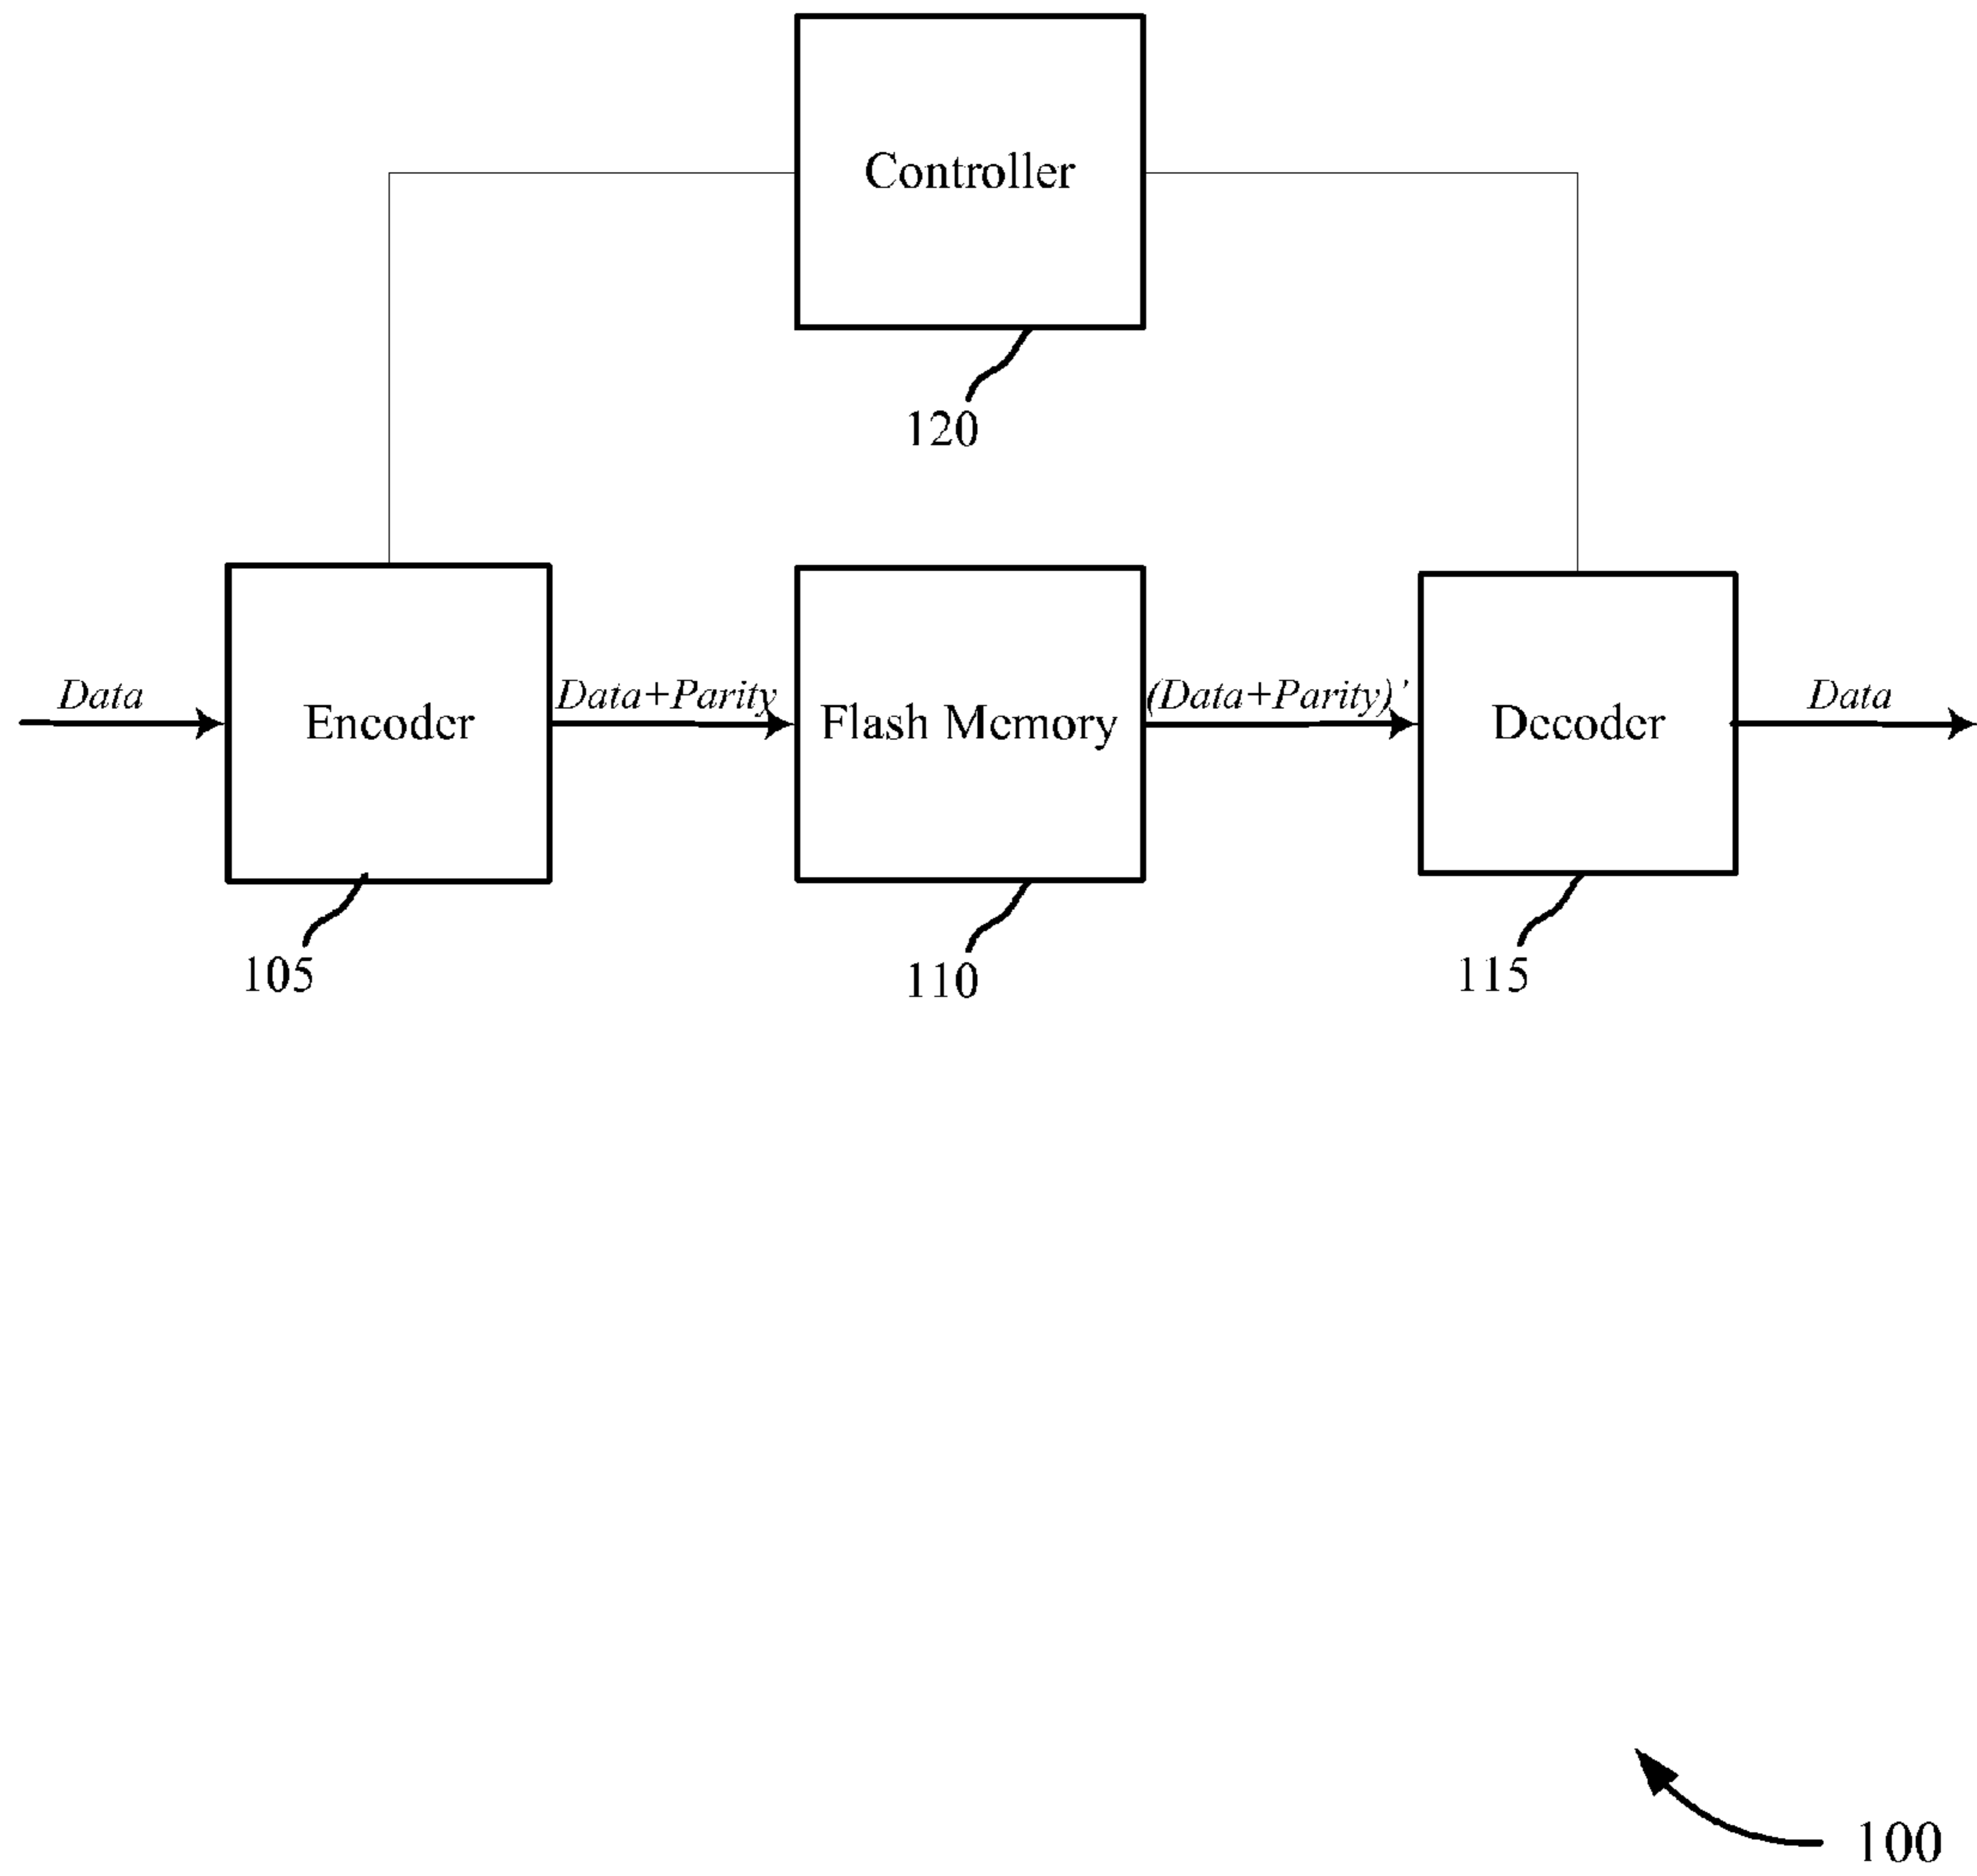 Controller
120
Data
Encoder
Data+Parity
Flash Memory
(Data+Parity)'
Decoder
Data
105
110
115
100